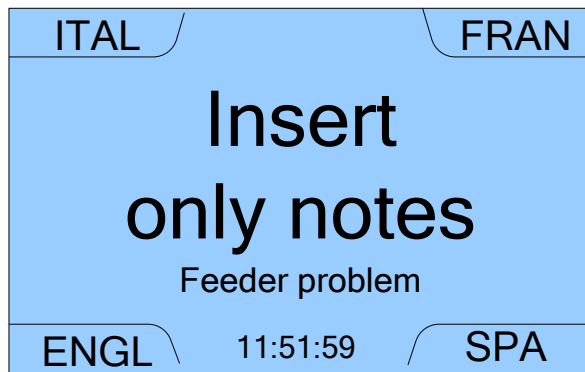 ITAL FRAN
Insert
only notes
Feeder problem
ENGL 11:51:59 SPA